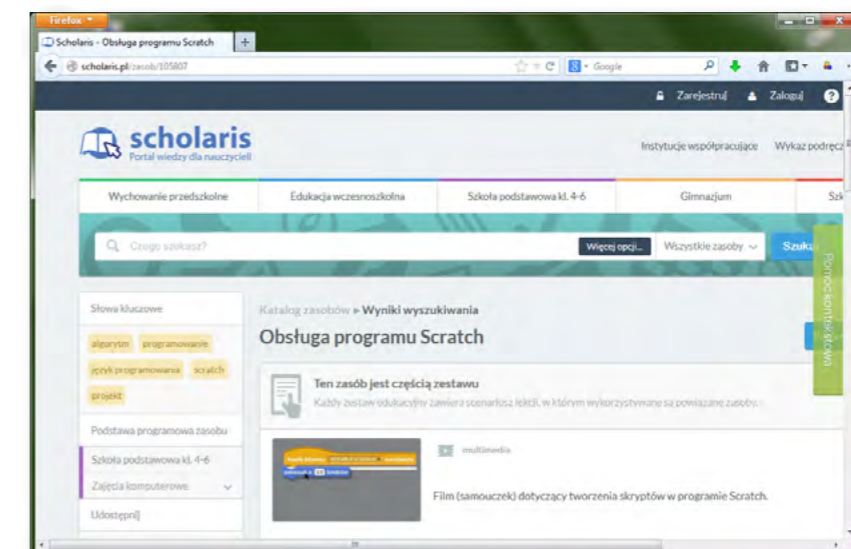 Firefox
Scholaris - Obsługa programu Scratch
scholaris.pl/zasob/105807
Google
Zarejestruj Zaloguj ?
scholaris
Portal wiedzy dla nauczycieli
Instytucje współpracujące Wykaz podręcz
Wychowanie przedszkolne Edukacja wczesnoszkolna Szkoła podstawowa kl. 4-6 Gimnazjum Szk
Czego szukasz? Więcej opcji... Wszystkie zasoby Szuka
Pomoc kontekstowa
Słowa kluczowe
algorytm programowanie
język programowania scratch
projekt
Podstawa programowa zasobu
Szkoła podstawowa kl. 4-6
Zajęcia komputerowe
Udostępnij
Katalog zasobów » Wyniki wyszukiwania
Obsługa programu Scratch
Ten zasób jest częścią zestawu
Każdy zestaw edukacyjny zawiera scenariusz lekcji, w którym wykorzystywane są powiązane zasoby.
multimedia
Film (samouczek) dotyczący tworzenia skryptów w programie Scratch.